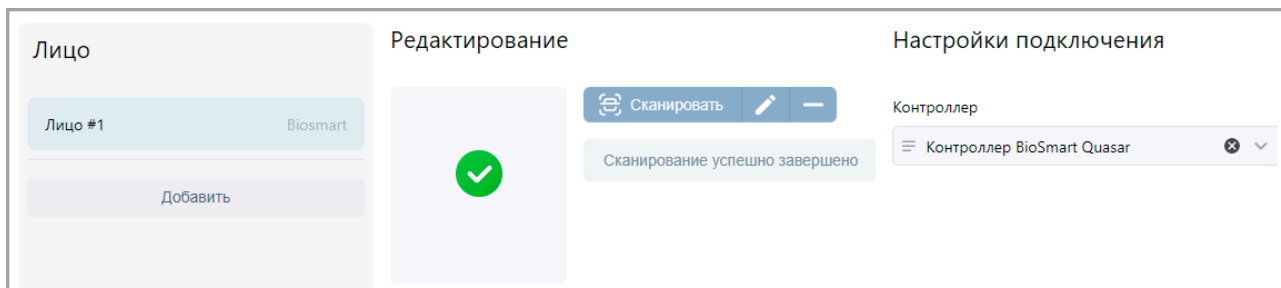 Лицо
Лицо #1 Biosmart
Добавить
Редактирование
Сканировать
Сканирование успешно завершено
Настройки подключения
Контроллер
Контроллер BioSmart Quasar